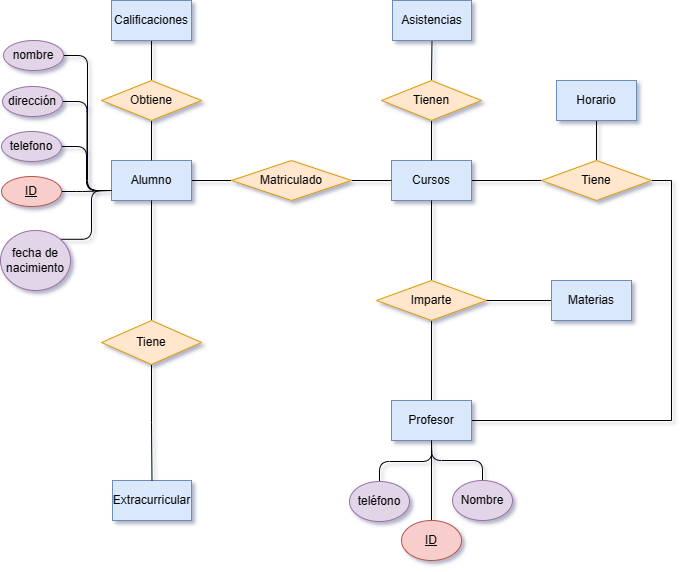 Calificaciones
Asistencias
nombre
dirección
Obtiene
Tienen
Horario
telefono
ID
Alumno
Matriculado
Cursos
Tiene
fecha de
nacimiento
Imparte
Materias
Tiene
Profesor
Extracurricular
teléfono
Nombre
ID